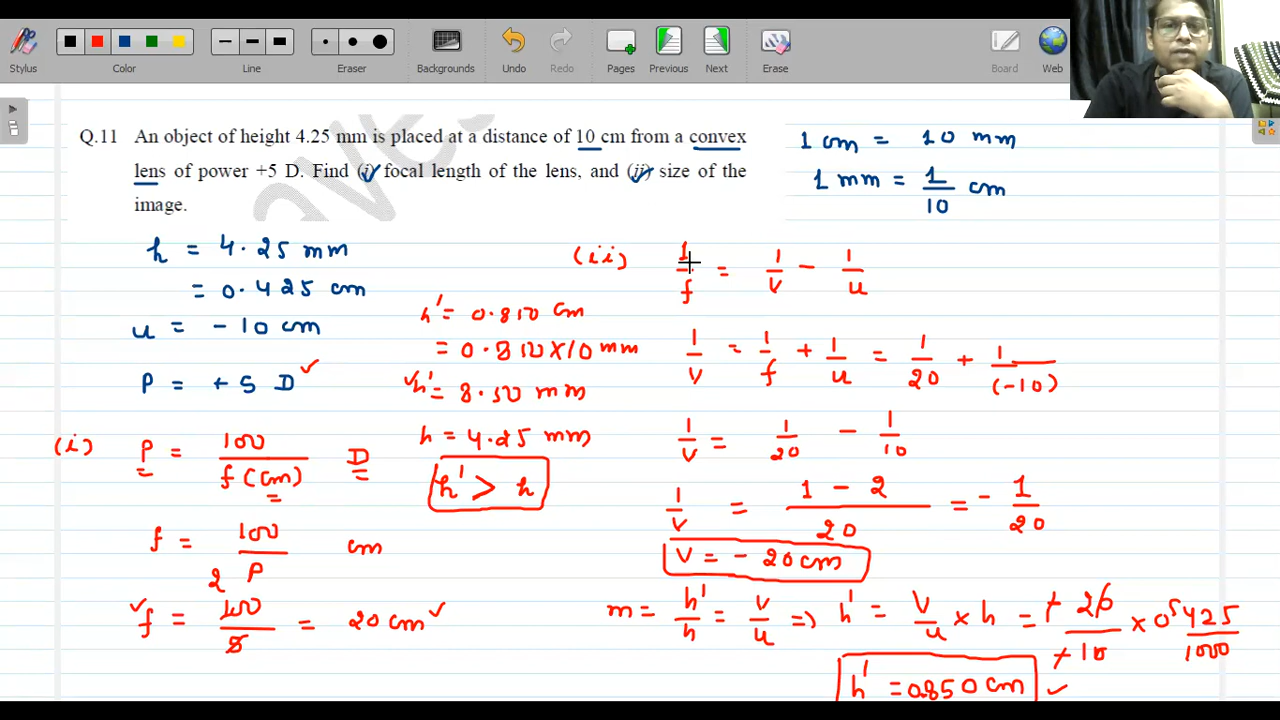 Stylus Color Line Eraser Backgrounds Undo Redo Pages Previous Next Erase Board Web
Q.11 An object of height 4.25 mm is placed at a distance of 10 cm from a convex
lens of power +5 D. Find (i) focal length of the lens, and (ii) size of the
image.
1 cm = 10 mm
1 mm = 1/10 cm
h = 4.25 mm
= 0.425 cm
u = - 10 cm
P = + 5 D
(i) P = 100/f(cm) D
f = 100/P cm
f = 100/5 = 20 cm
2
h' = 0.850 cm
= 0.850 x 10 mm
h' = 8.50 mm
h = 4.25 mm
h' > h
(ii) 1/f = 1/v - 1/u
1/v = 1/f + 1/u = 1/20 + 1/(-10)
1/v = 1/20 - 1/10
1/v = 1 - 2/20 = - 1/20
v = - 20 cm
m = h'/h = v/u => h' = v/u x h = + 20/+ 10 x 425/1000
h' = 0.850 cm